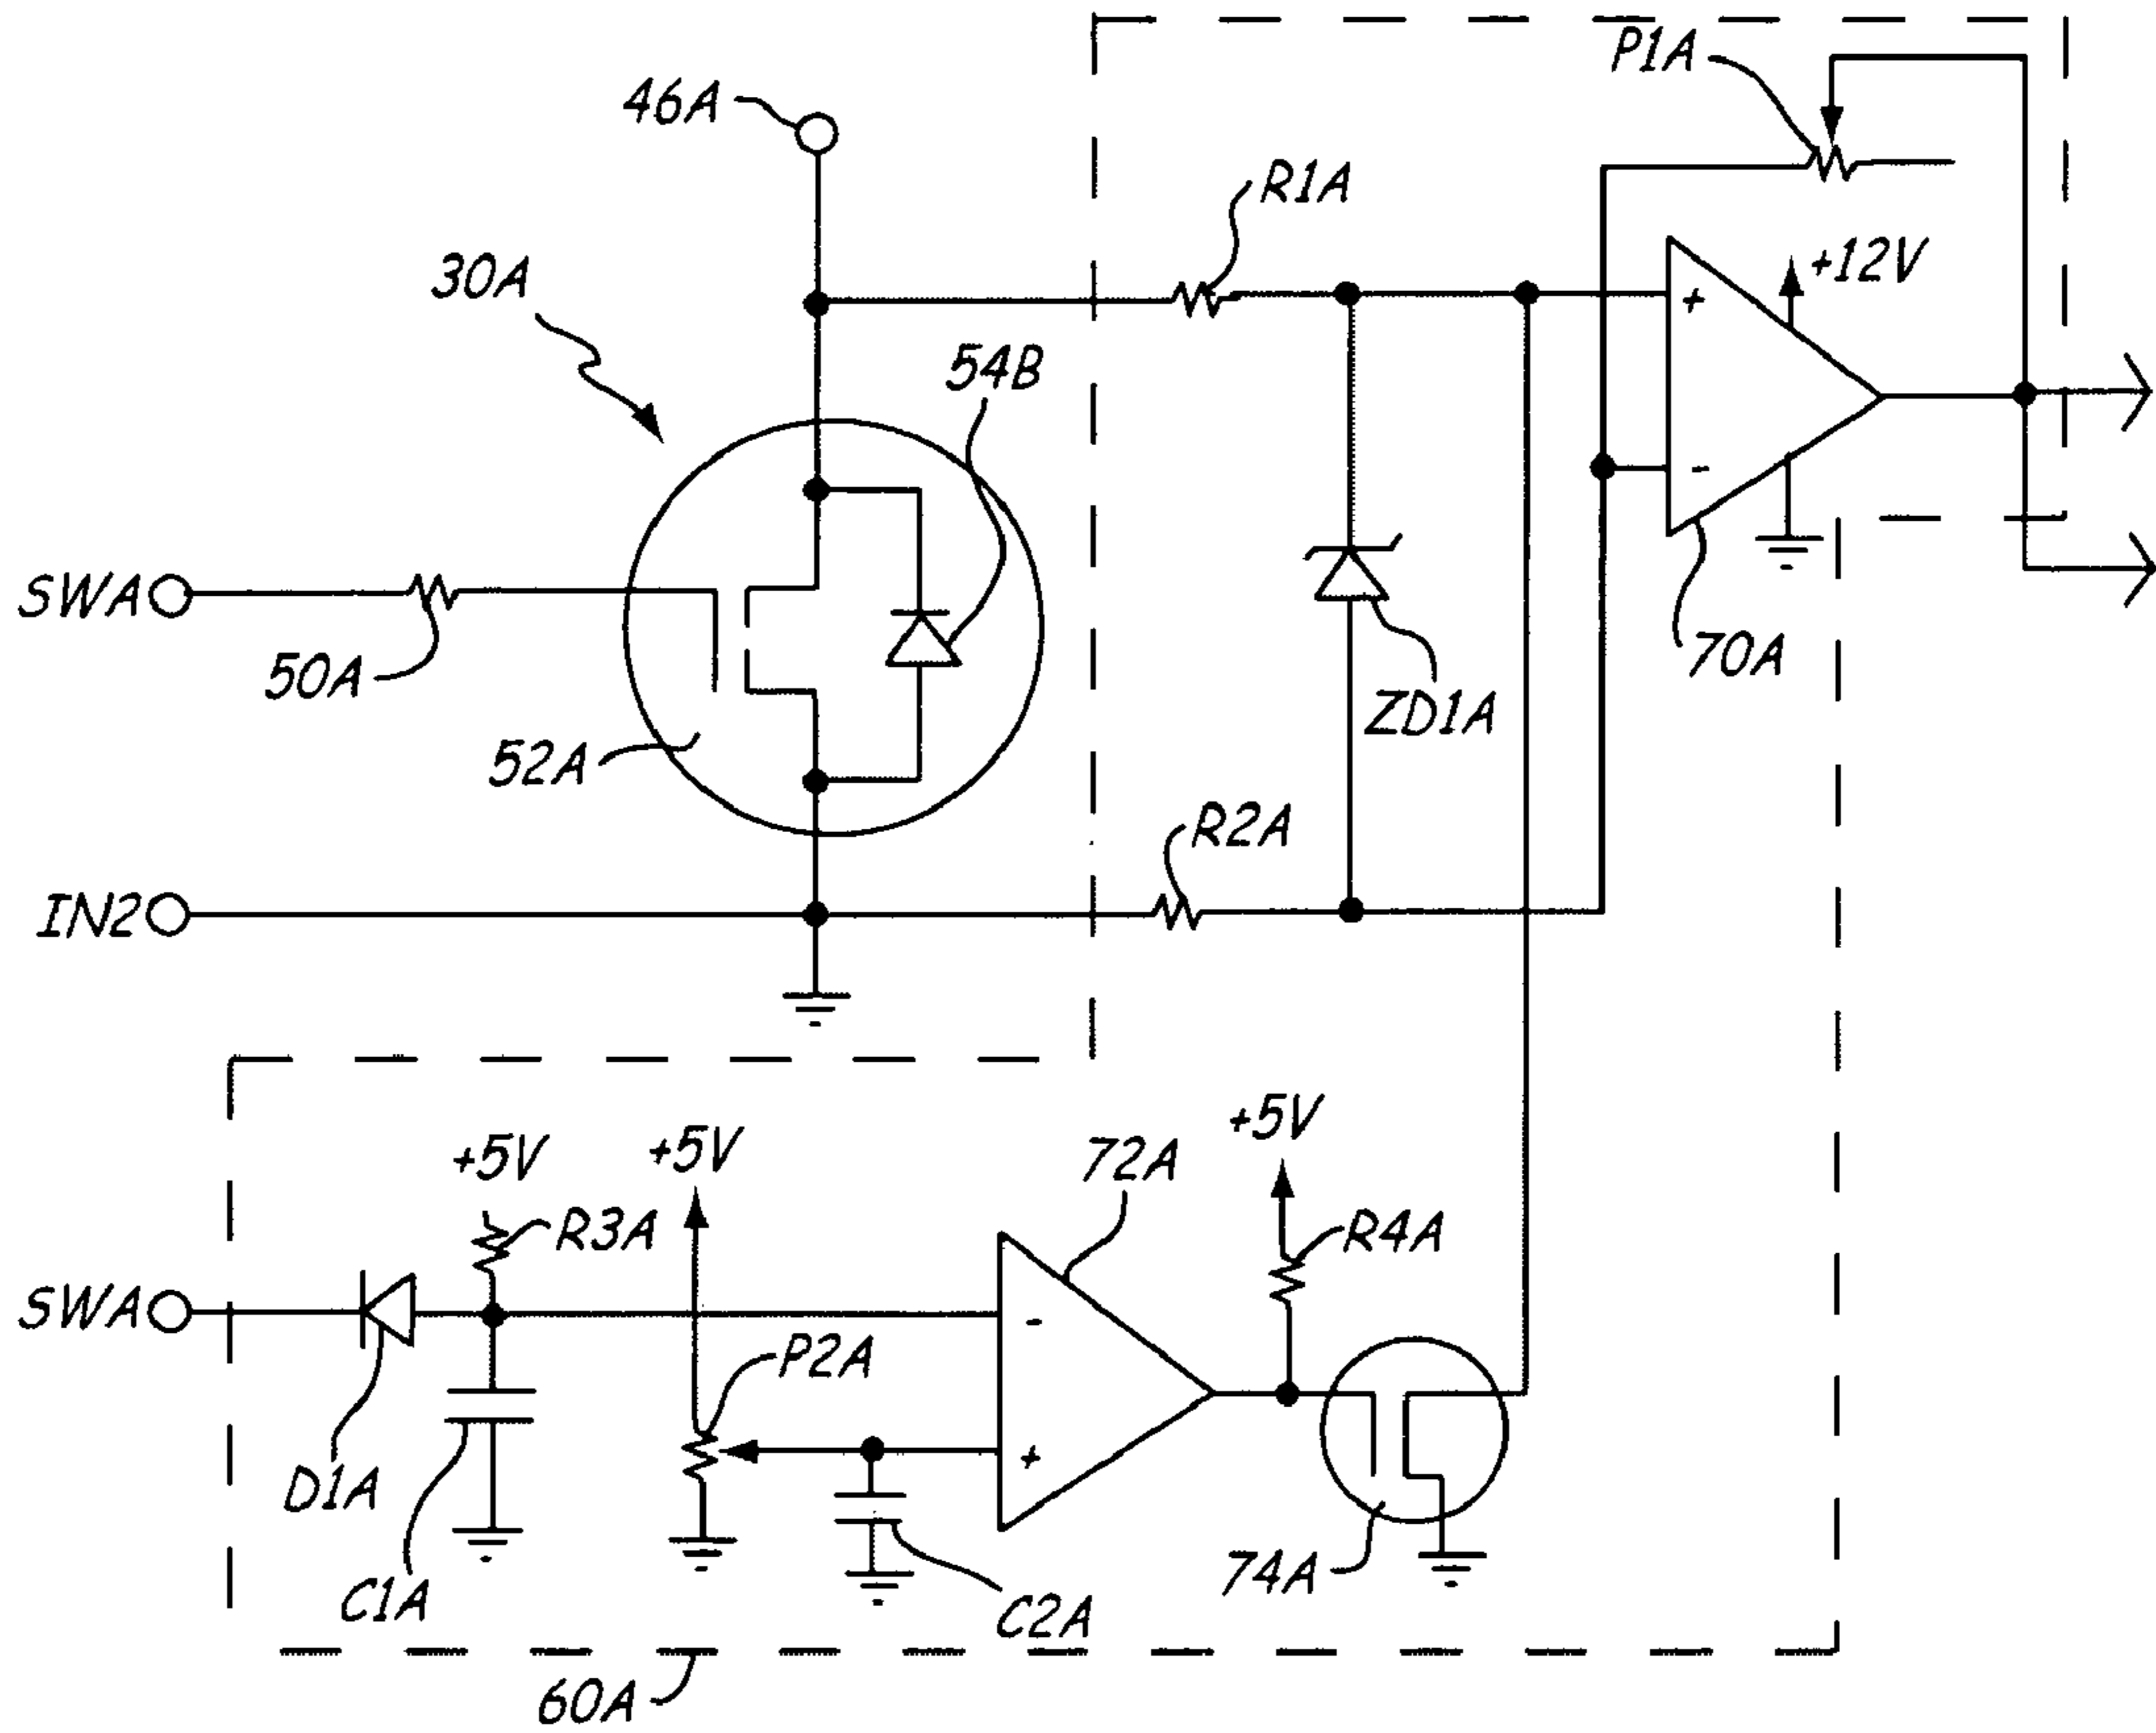 P1A
46A
R1A
30A
+
+12V
54B
-
SWA
50A
70A
ZD1A
52A
R2A
IN2
+5V
+5V
+5V
72A
R3A
R4A
SWA
-
P2A
+
D1A
C1A
C2A
74A
60A